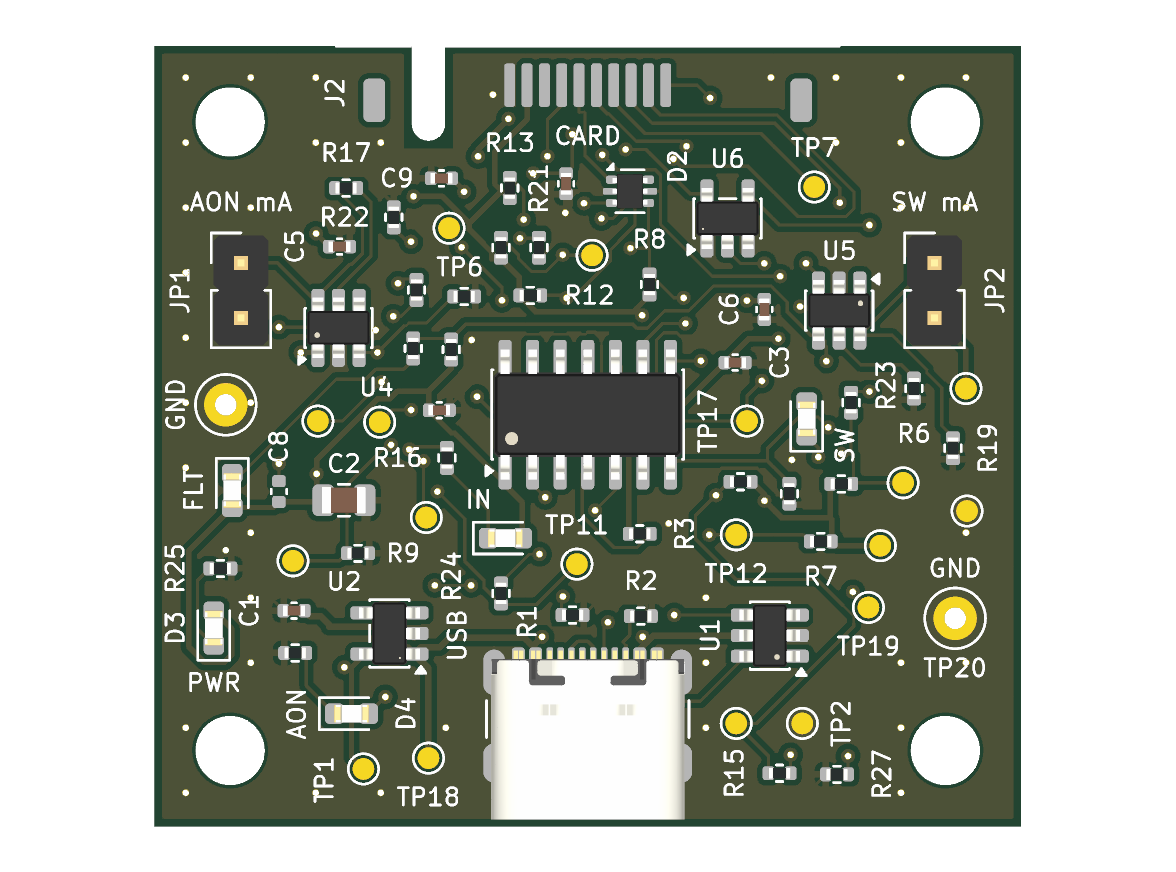 J2
R13
CARD
R17
C9
R21
D2
U6
TP7
AON mA
SW mA
R22
C5
TP6
R8
U5
JP1
R12
C6
JP2
C3
GND
U4
R23
TP17
R6
R19
C8
C2
R16
SW
FLT
IN
TP11
R3
R25
U2
R9
R24
R2
TP12
R7
GND
C1
D3
USB
R1
U1
TP19
TP20
PWR
AON
D4
TP2
TP1
TP18
R15
R27